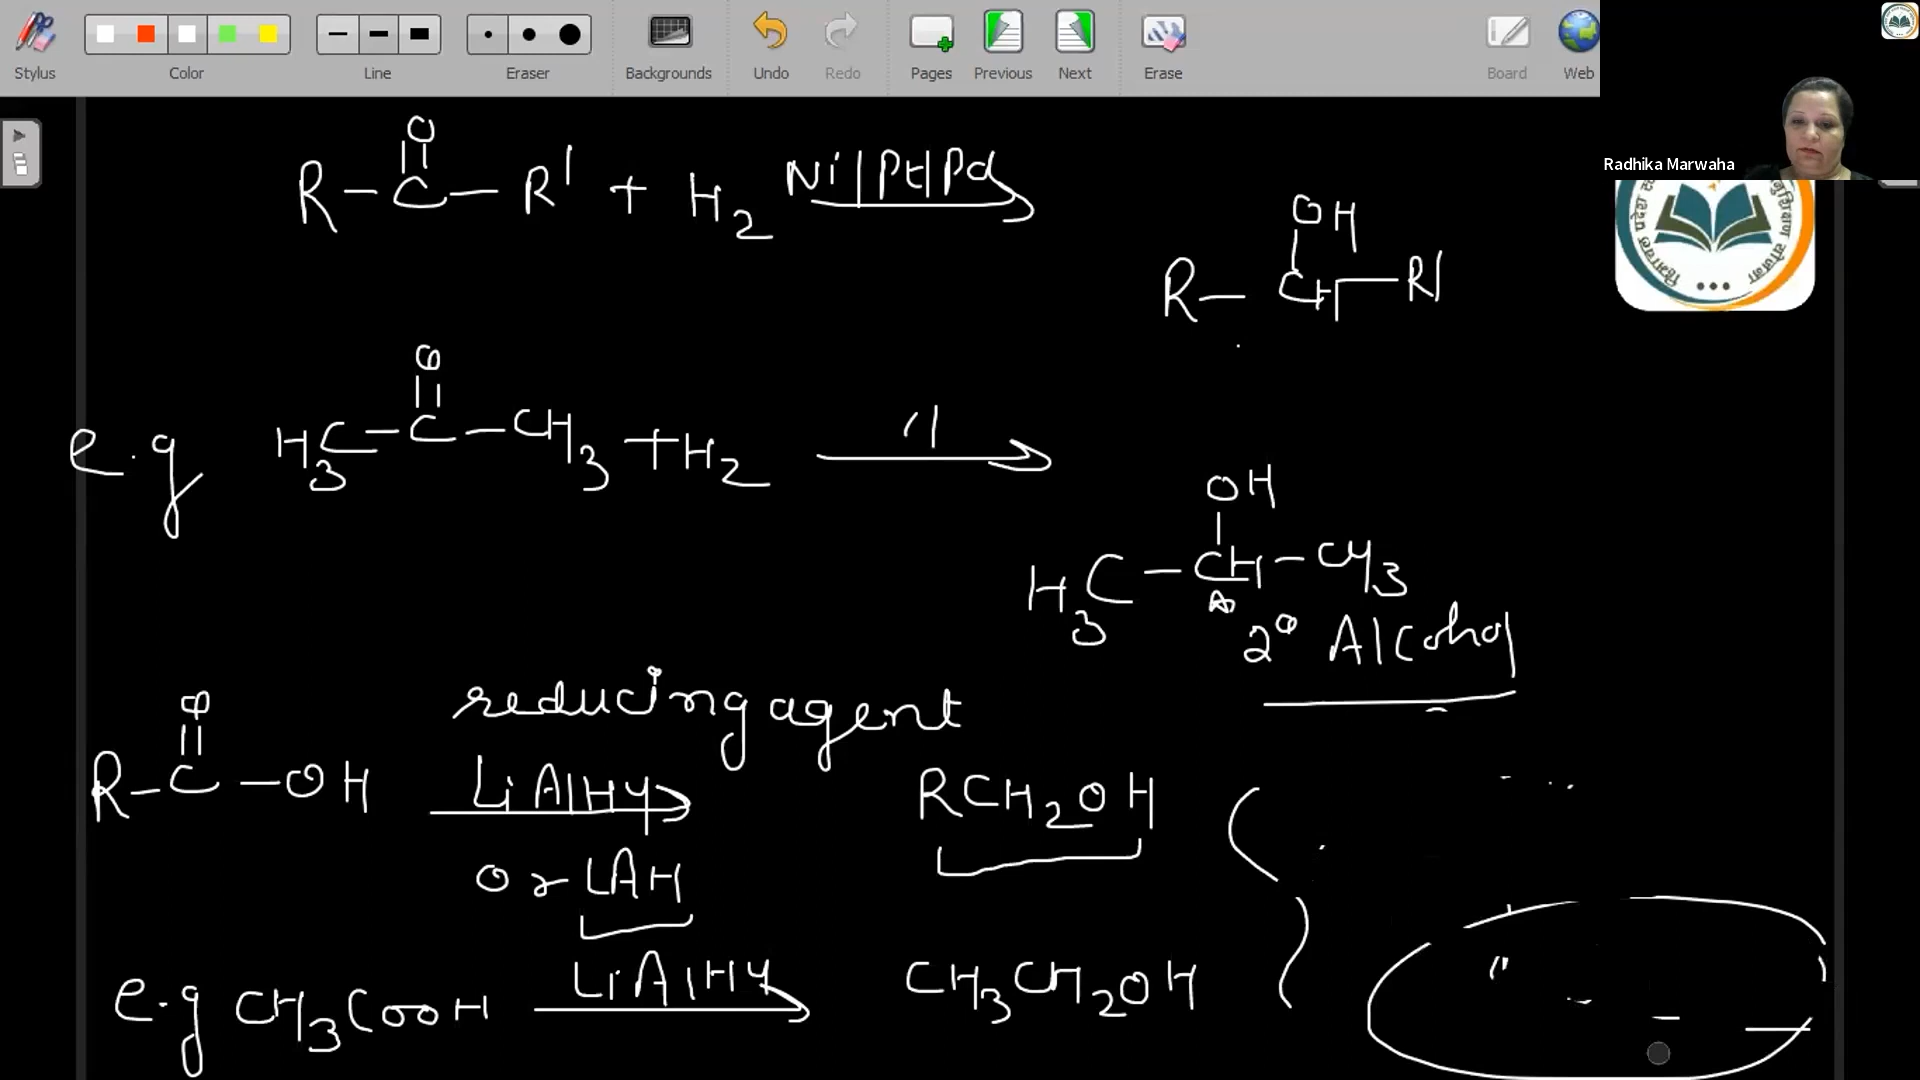 Stylus Color Line Eraser Backgrounds Undo Redo Pages Previous Next Erase Board Web
Radhika Marwaha
O
R – C – R' + H2 Ni/Pt/Pd
OH
R – CH – R'
O
e.g H3C – C – CH3 + H2 "
OH
H3C – CH – CH3
2° Alcohol
reducing agent
O
R – C – OH LiAlH4 RCH2OH
or LAH
e.g CH3COOH LiAlH4 CH3CH2OH